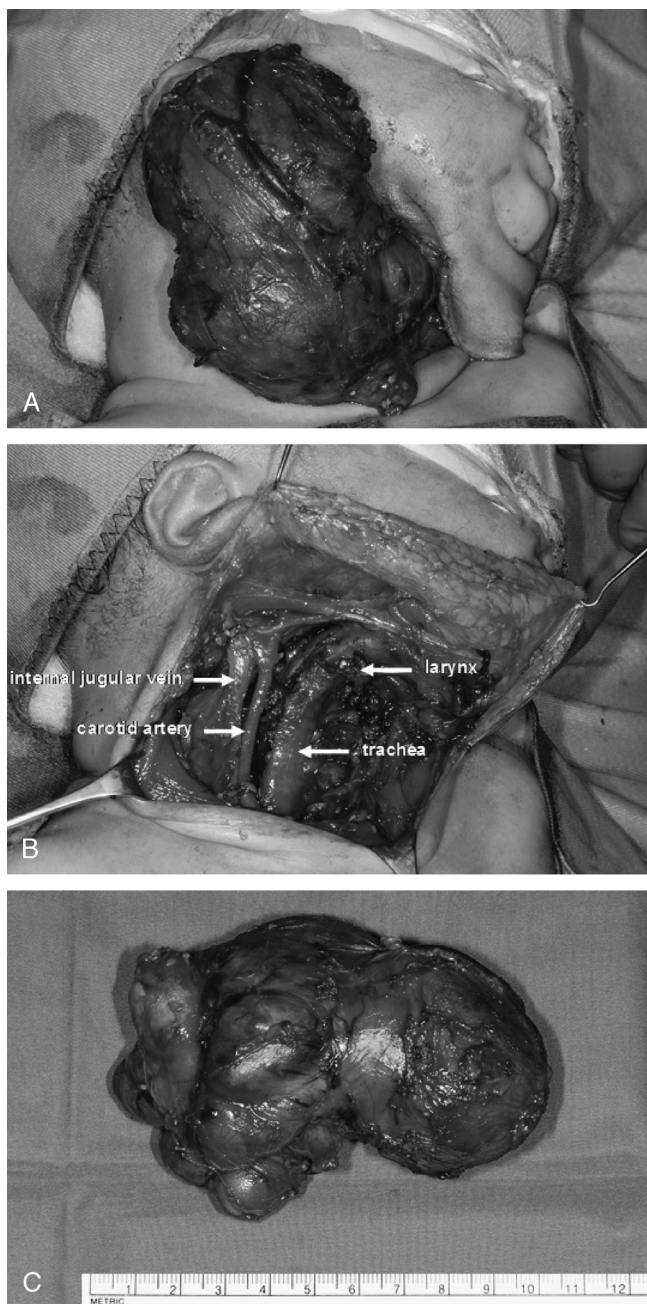 A
internal jugular vein
larynx
carotid artery
trachea
B
C
1 2 3 4 5 6 7 8 9 10 11 12
METRIC